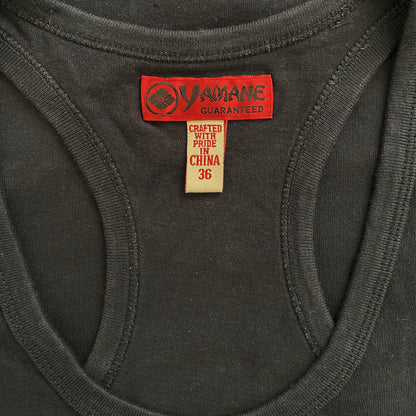 YAMANE
GUARANTEED
CRAFTED
WITH
PRIDE
IN
CHINA
36